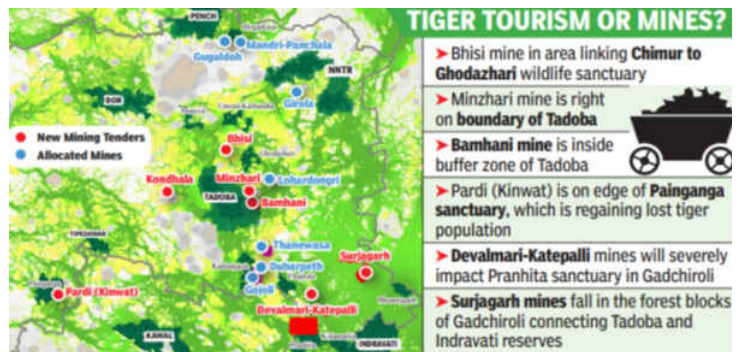 TIGER TOURISM OR MINES?
➤ Bhisi mine in area linking Chimur to
Ghodazhari wildlife sanctuary
➤ Minzhari mine is right
on boundary of Tadoba
➤ Bamhani mine is inside
buffer zone of Tadoba
➤ Pardi (Kinwat) is on edge of Painganga
sanctuary, which is regaining lost tiger
population
➤ Devalmari-Katepalli mines will severely
impact Pranhita sanctuary in Gadchiroli
➤ Surjagarh mines fall in the forest blocks
of Gadchiroli connecting Tadoba and
Indravati reserves
PENCH
Mandri-Panchala
Guguldoh
NNTR
BOR
Girola
New Mining Tenders
Allocated Mines
Bhisi
Kondhala
Minzhari
Lohardongri
TADOBA
Bamhani
TIPESHWAR
Thanewasa
Dubarpeth
Surjagarh
Pardi (Kinwat)
Gojoli
Devalmari-Katepalli
KAWAL
INDRAVATI